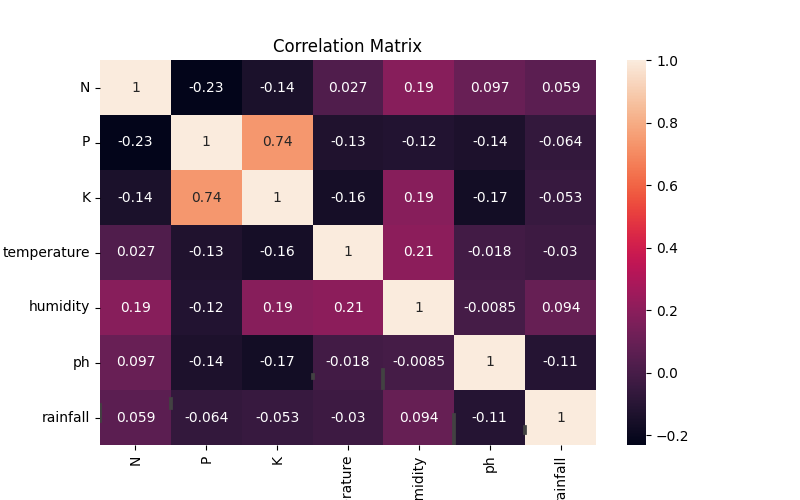 Correlation Matrix
N 1 -0.23 -0.14 0.027 0.19 0.097 0.059
P -0.23 1 0.74 -0.13 -0.12 -0.14 -0.064
K -0.14 0.74 1 -0.16 0.19 -0.17 -0.053
temperature 0.027 -0.13 -0.16 1 0.21 -0.018 -0.03
humidity 0.19 -0.12 0.19 0.21 1 -0.0085 0.094
ph 0.097 -0.14 -0.17 -0.018 -0.0085 1 -0.11
rainfall 0.059 -0.064 -0.053 -0.03 0.094 -0.11 1
N P K rature midity ph ainfall
1.0
0.8
0.6
0.4
0.2
0.0
−0.2